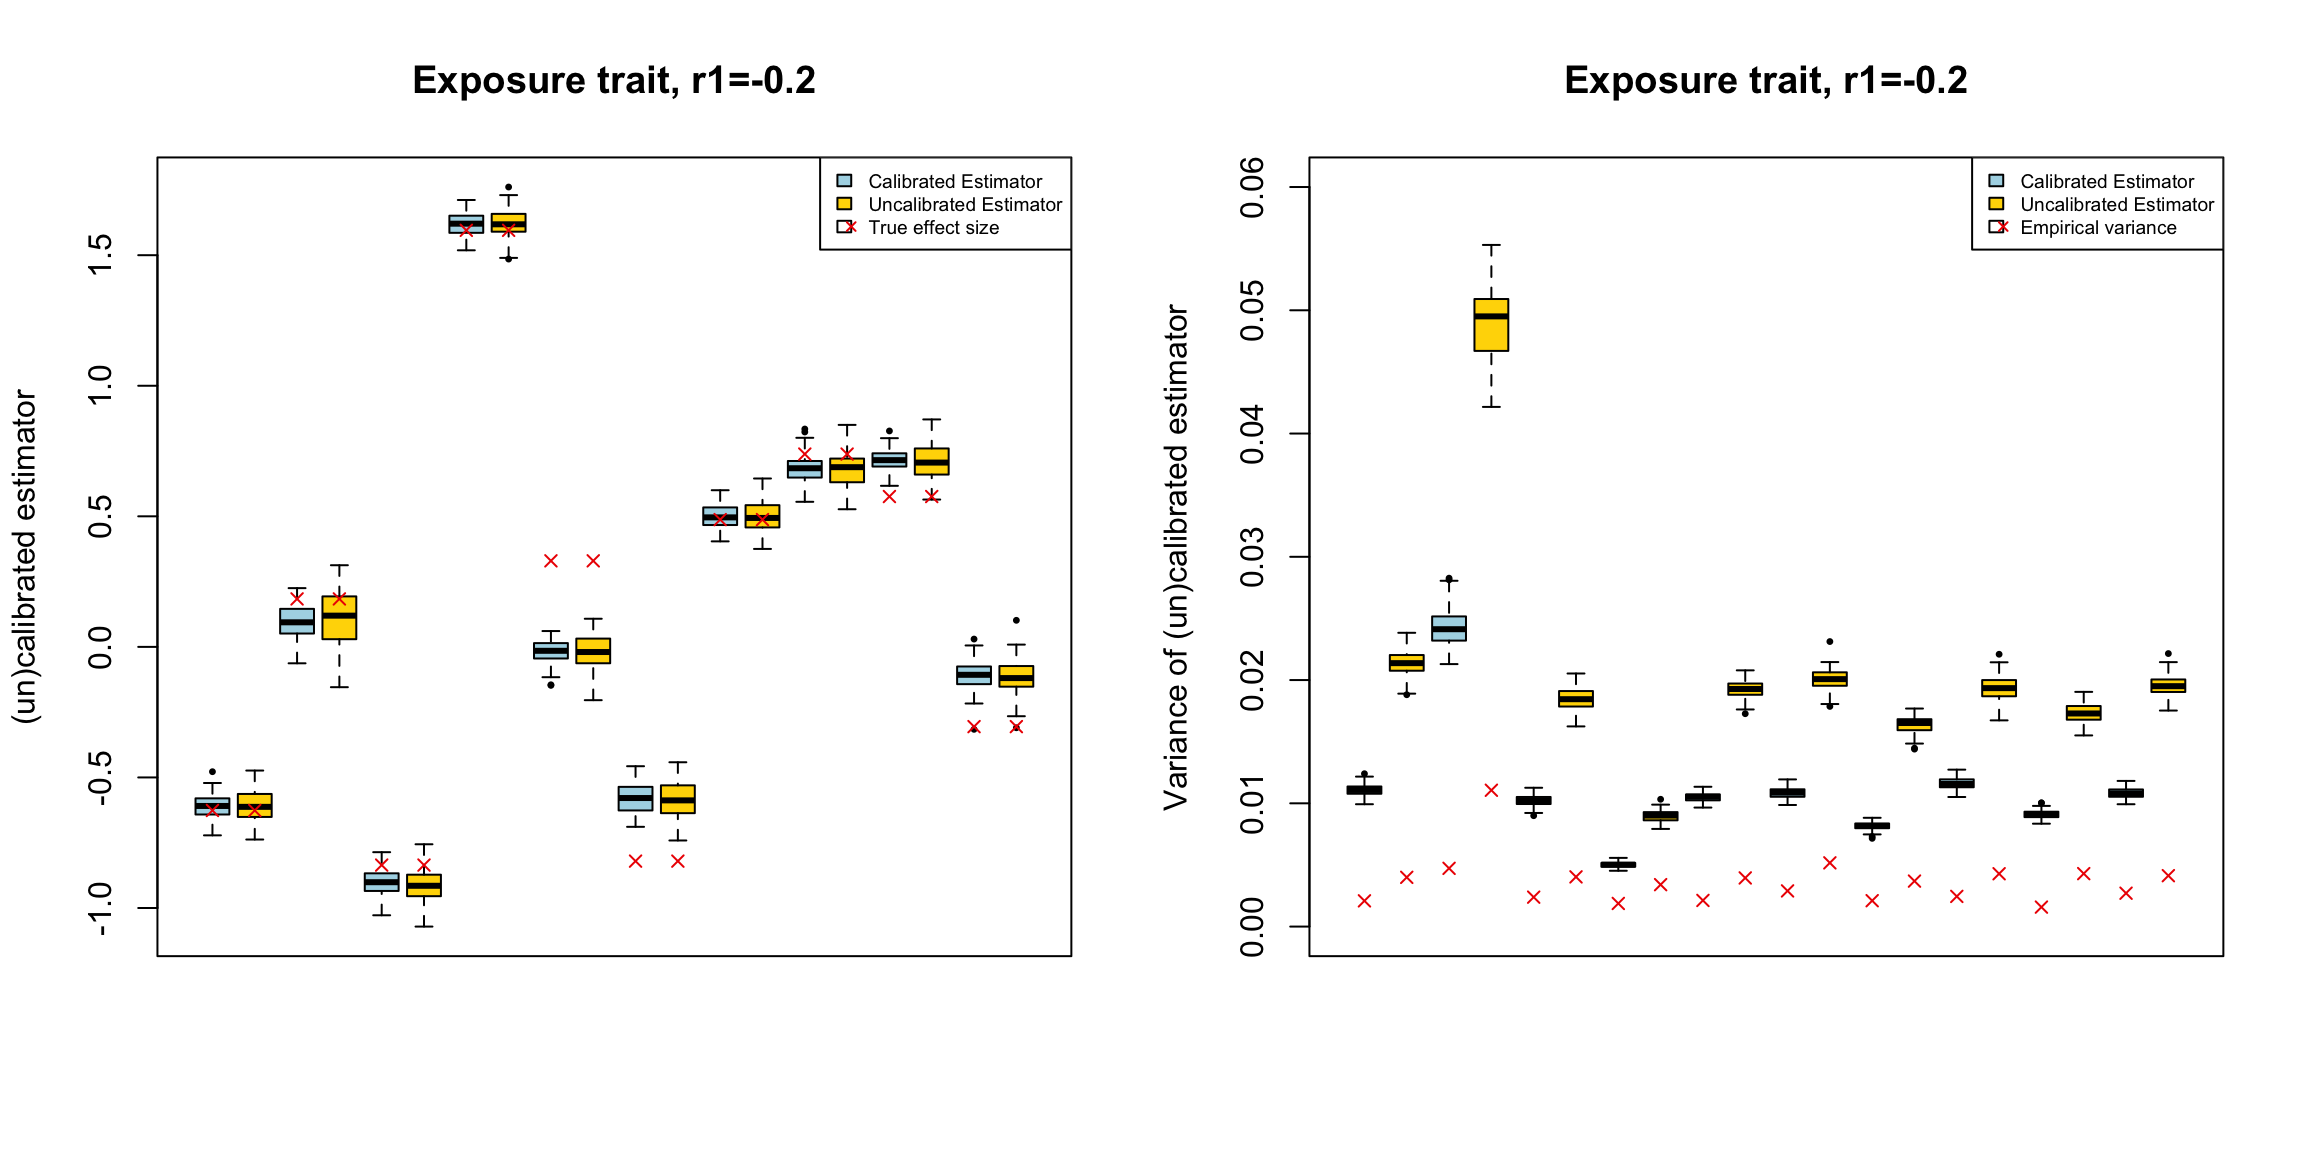 Exposure trait, r1=-0.2
(un)calibrated estimator
1.5
1.0
0.5
0.0
-0.5
-1.0
Calibrated Estimator
Uncalibrated Estimator
True effect size
Exposure trait, r1=-0.2
Variance of (un)calibrated estimator
0.06
0.05
0.04
0.03
0.02
0.01
0.00
Calibrated Estimator
Uncalibrated Estimator
Empirical variance